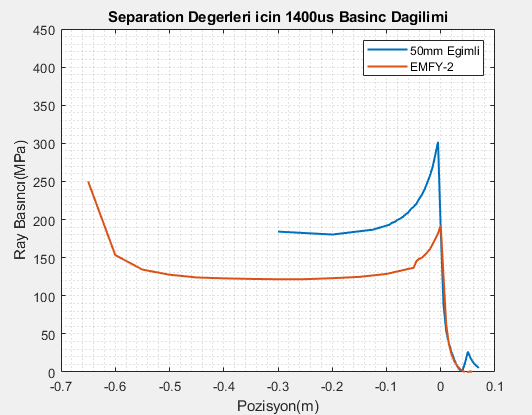 Separation Degerleri icin 1400us Basinc Dagilimi
450
400
350
300
250
200
150
100
50
0
Ray Basıncı(MPa)
50mm Egimli
EMFY-2
-0.7 -0.6 -0.5 -0.4 -0.3 -0.2 -0.1 0 0.1
Pozisyon(m)